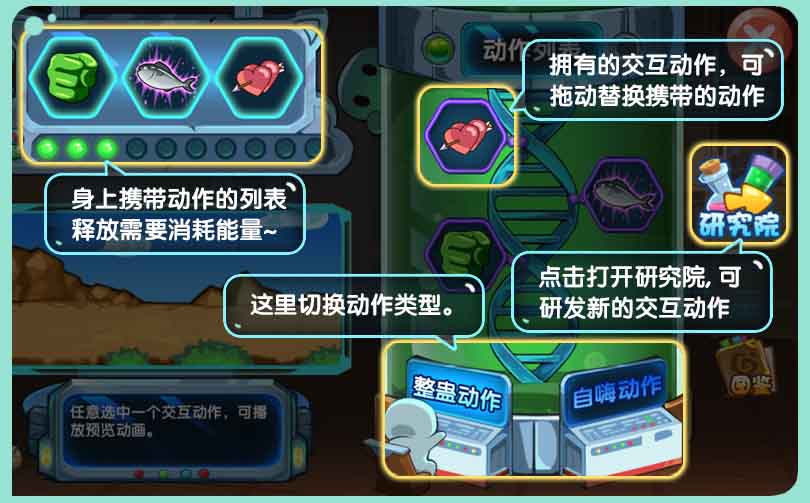 动作列表
拥有的交互动作，可
拖动替换携带的动作
身上携带动作的列表
释放需要消耗能量~
研究院
点击打开研究院,可
研发新的交互动作
这里切换动作类型。
整蛊动作
自嗨动作
图鉴
任意选中一个交互动作，可播
放预览动画。